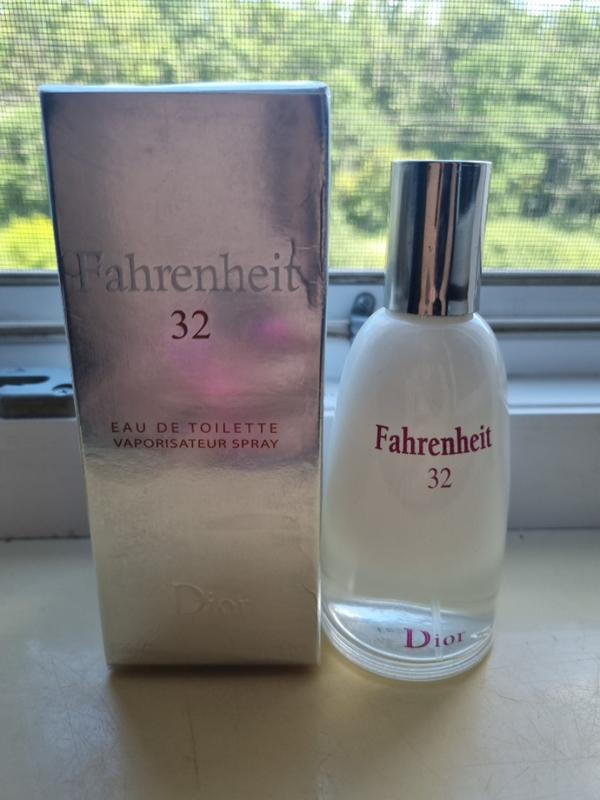 Fahrenheit
32
EAU DE TOILETTE
VAPORISATEUR SPRAY
Dior
Fahrenheit
32
Dior